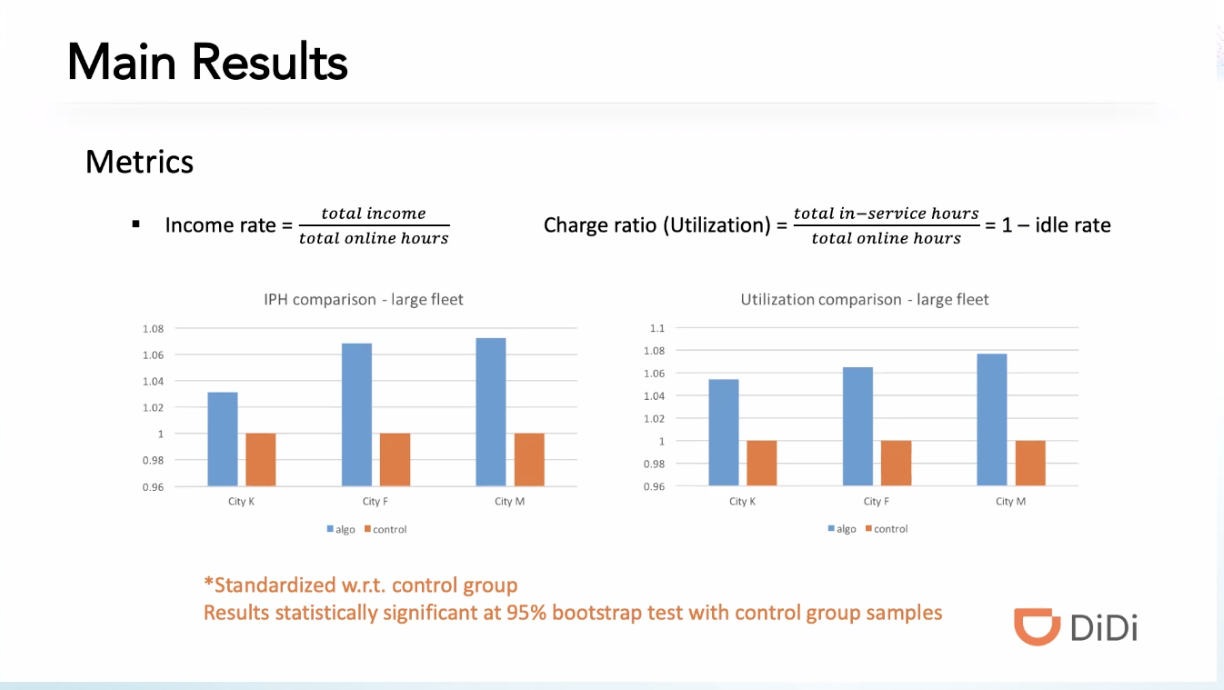 Main Results
Metrics
▪ Income rate = total income / total online hours
Charge ratio (Utilization) = total in−service hours / total online hours = 1 – idle rate
IPH comparison - large fleet
1.08
1.06
1.04
1.02
1
0.98
0.96
City K City F City M
algo control
Utilization comparison - large fleet
1.1
1.08
1.06
1.04
1.02
1
0.98
0.96
City K City F City M
algo control
*Standardized w.r.t. control group
Results statistically significant at 95% bootstrap test with control group samples
DiDi